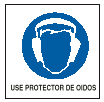 USE PROTECTOR DE OIDOS